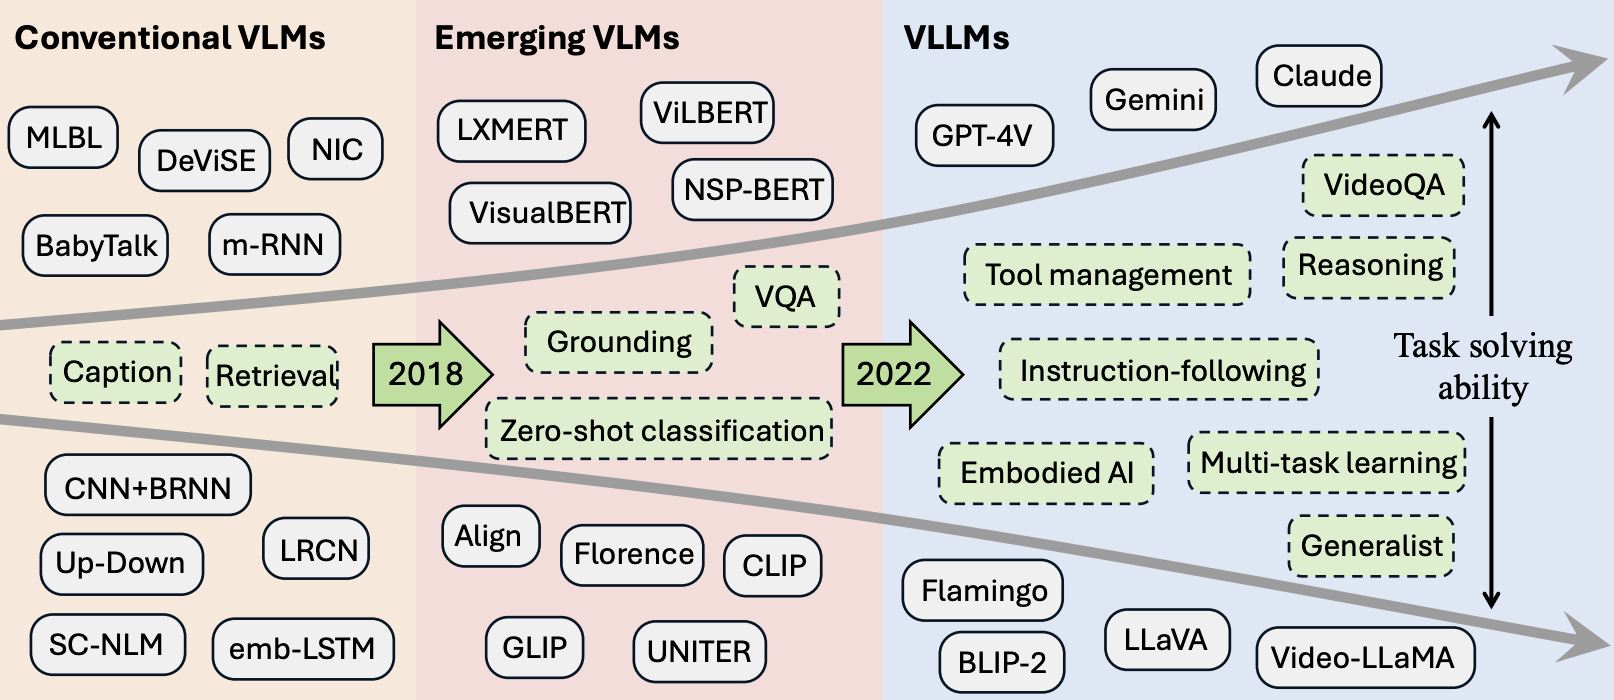 Conventional VLMs
Emerging VLMs
VLLMs
MLBL
DeViSE
NIC
BabyTalk
m-RNN
LXMERT
ViLBERT
VisualBERT
NSP-BERT
GPT-4V
Gemini
Claude
Caption
Retrieval
2018
VQA
Grounding
Zero-shot classification
2022
VideoQA
Tool management
Reasoning
Instruction-following
Embodied AI
Multi-task learning
Generalist
Task solving
ability
CNN+BRNN
Up-Down
LRCN
SC-NLM
emb-LSTM
Align
Florence
CLIP
GLIP
UNITER
Flamingo
BLIP-2
LLaVA
Video-LLaMA